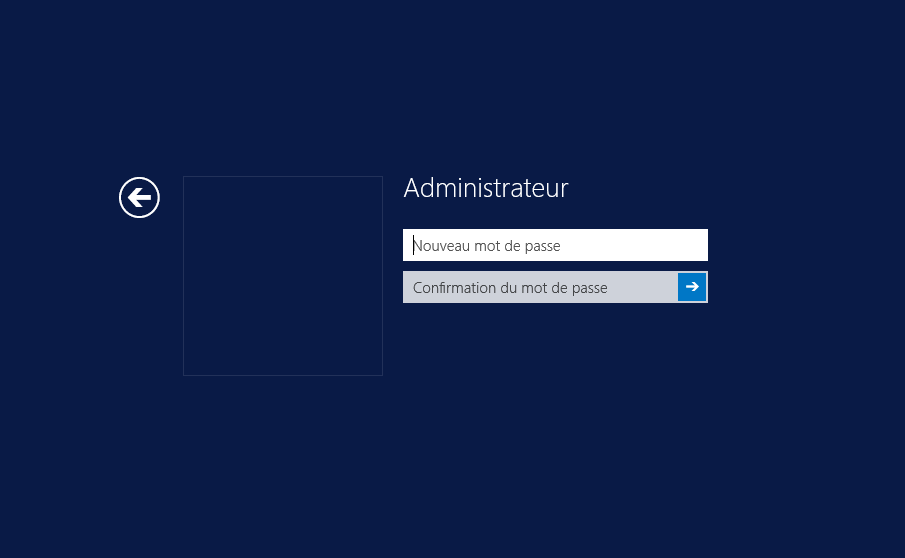 Administrateur
Nouveau mot de passe
Confirmation du mot de passe